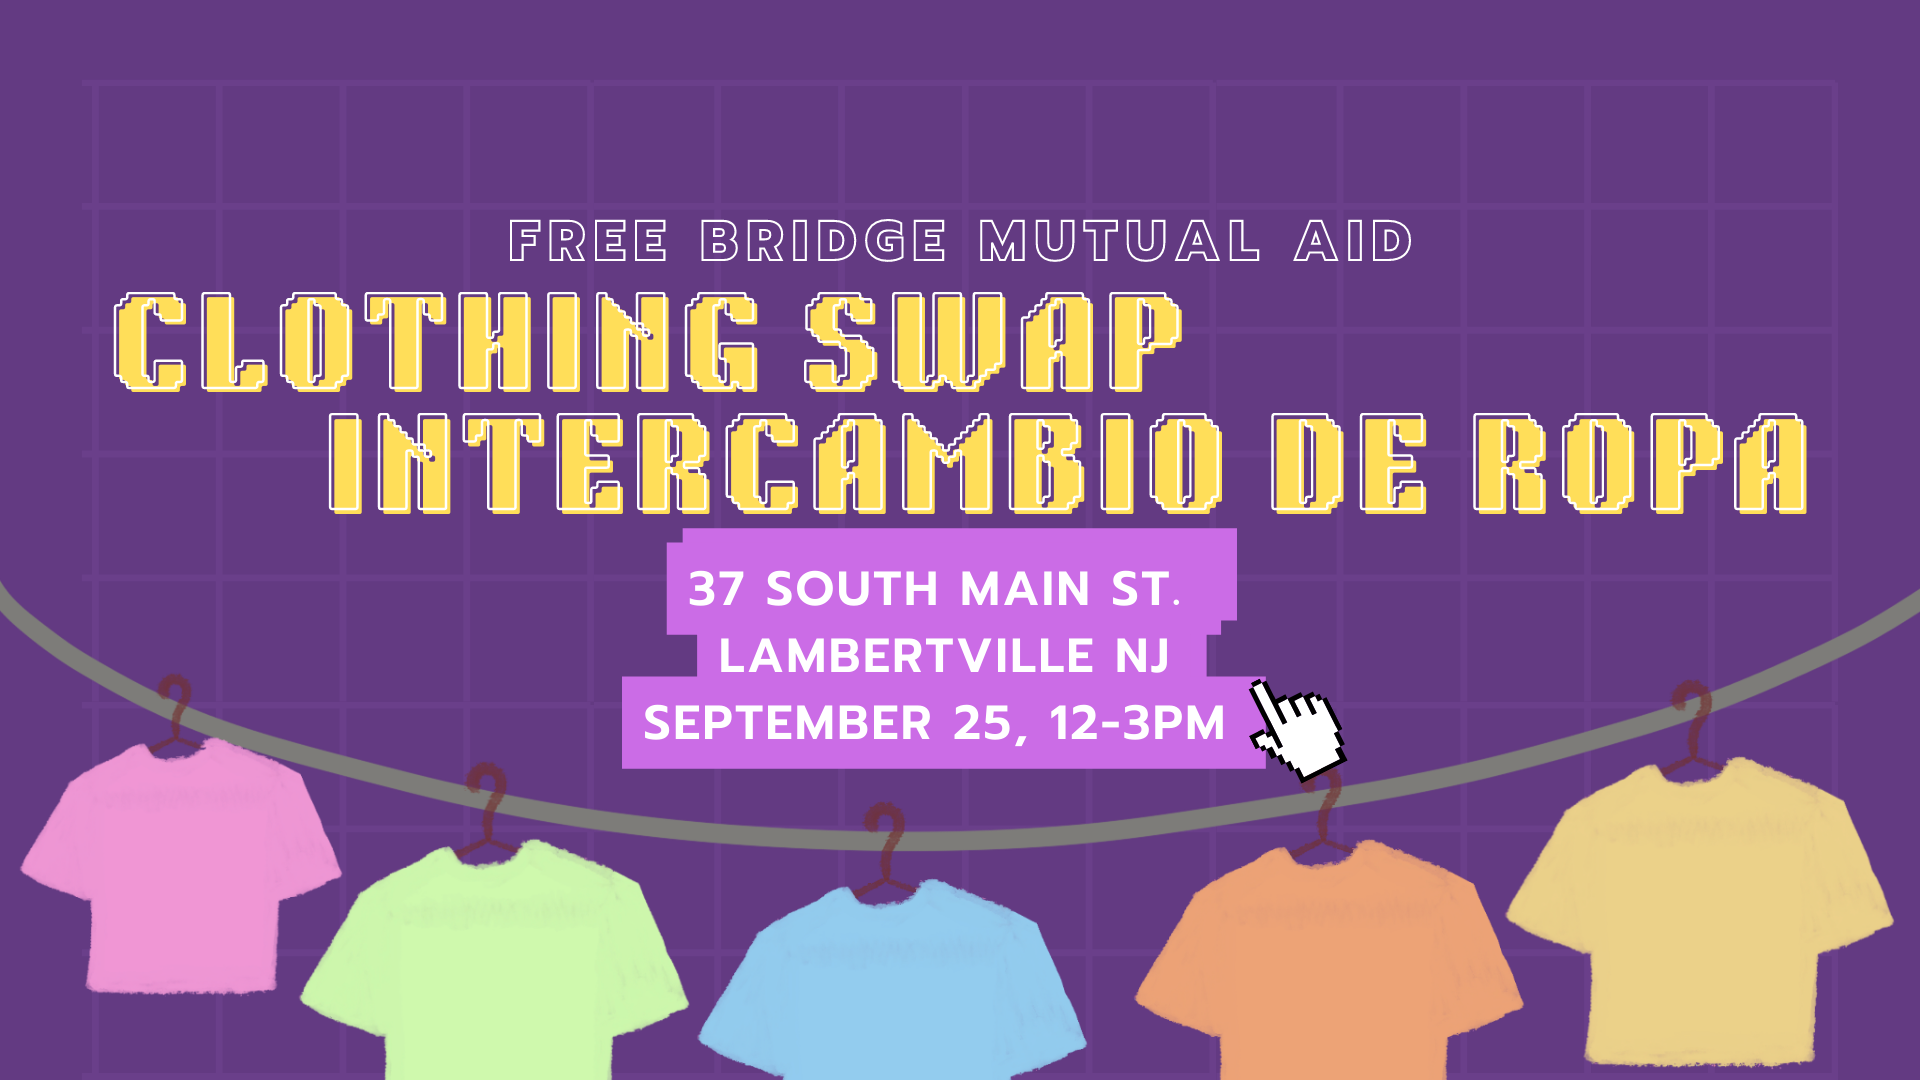 FREE BRIDGE MUTUAL AID
CLOTHING SWAP
INTERCAMBIO DE ROPA
37 SOUTH MAIN ST.
LAMBERTVILLE NJ
SEPTEMBER 25, 12-3PM